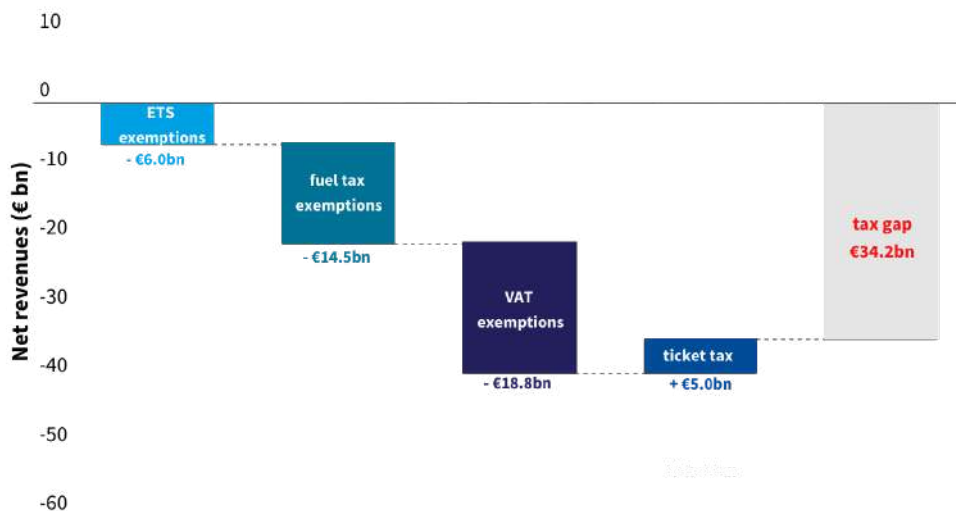 10
0
-10
-20
-30
-40
-50
-60
Net revenues (€ bn)
ETS
exemptions
- €6.0bn
fuel tax
exemptions
- €14.5bn
VAT
exemptions
- €18.8bn
ticket tax
+ €5.0bn
tax gap
€34.2bn